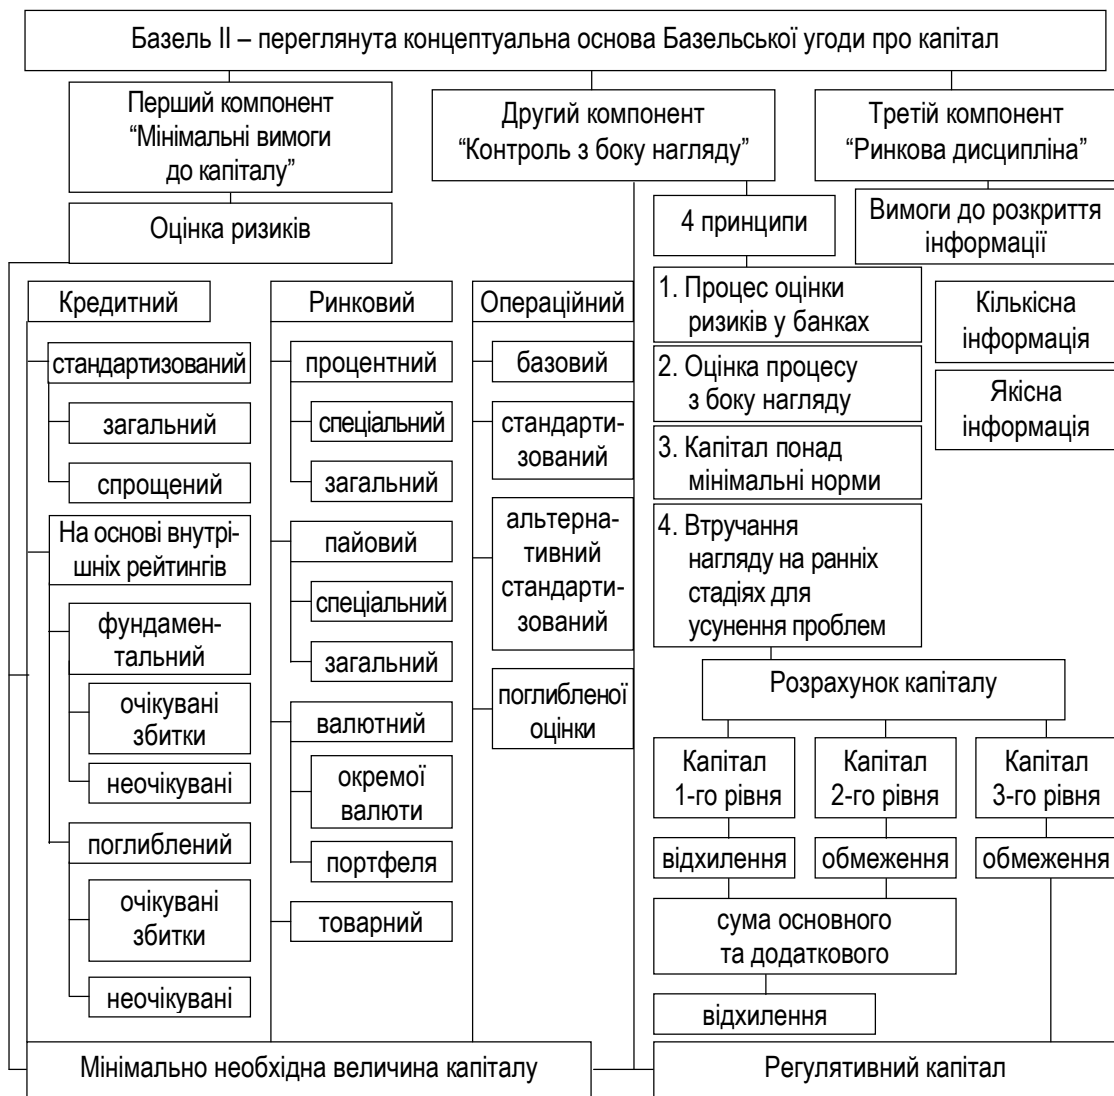 Базель II – переглянута концептуальна основа Базельської угоди про капітал
Перший компонент
“Мінімальні вимоги
до капіталу”
Другий компонент
“Контроль з боку нагляду”
Третій компонент
“Ринкова дисципліна”
Оцінка ризиків
4 принципи
Вимоги до розкриття
інформації
Кредитний
стандартизований
загальний
спрощений
На основі внутрі-
шніх рейтингів
фундамен-
тальний
очікувані
збитки
неочікувані
поглиблений
очікувані
збитки
неочікувані
Ринковий
процентний
спеціальний
загальний
пайовий
спеціальний
загальний
валютний
окремої
валюти
портфеля
товарний
Операційний
базовий
стандарти-
зований
альтерна-
тивний
стандарти-
зований
поглибленої
оцінки
1. Процес оцінки
ризиків у банках
2. Оцінка процесу
з боку нагляду
3. Капітал понад
мінімальні норми
4. Втручання
нагляду на ранніх
стадіях для
усунення проблем
Кількісна
інформація
Якісна
інформація
Розрахунок капіталу
Капітал
1-го рівня
Капітал
2-го рівня
Капітал
3-го рівня
відхилення
обмеження
обмеження
сума основного
та додаткового
відхилення
Мінімально необхідна величина капіталу
Регулятивний капітал